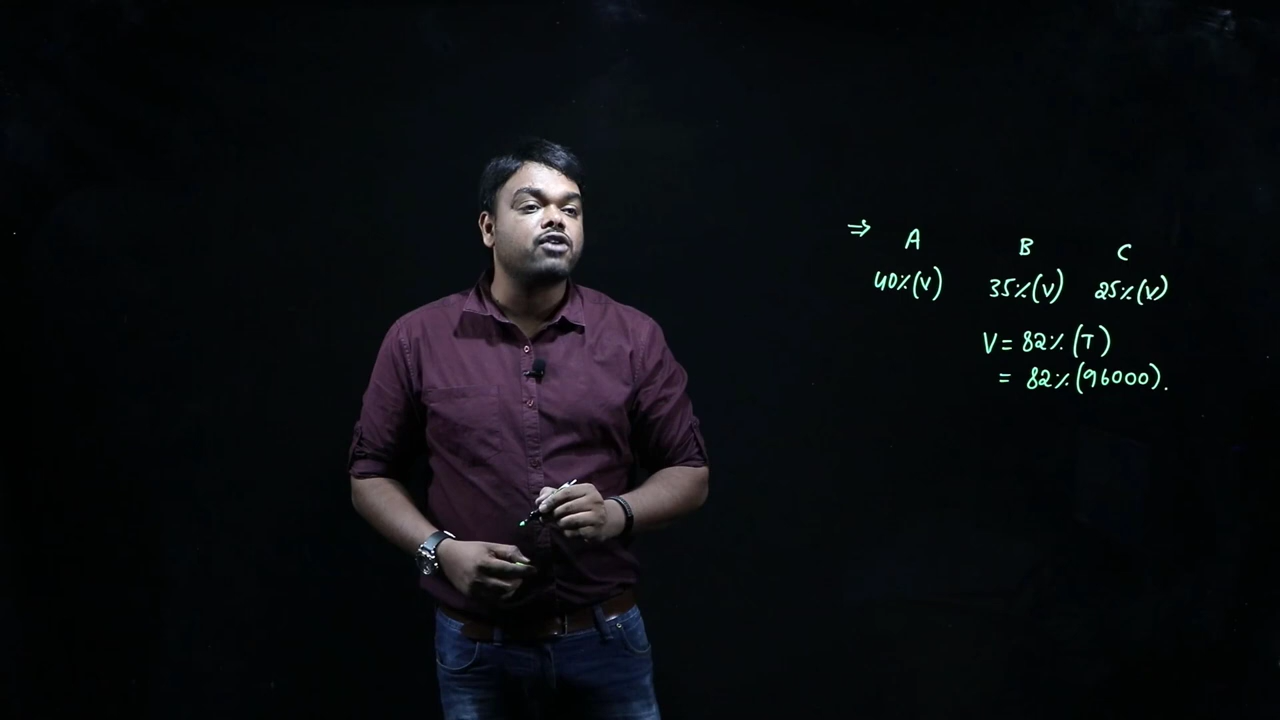 ⇒ A B C
40%(V) 35%(V) 25%(V)
V = 82%(T)
= 82%(96000).